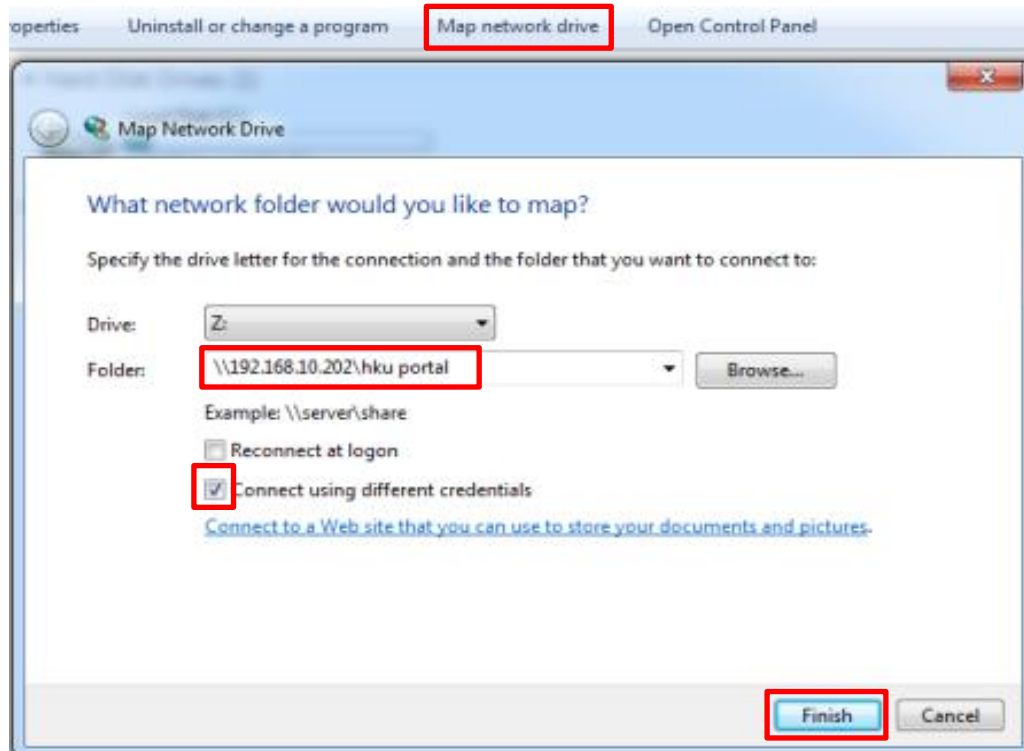 operties Uninstall or change a program Map network drive Open Control Panel
Map Network Drive
What network folder would you like to map?
Specify the drive letter for the connection and the folder that you want to connect to:
Drive: Z:
Folder: \\192.168.10.202\hku portal Browse...
Example: \\server\share
Reconnect at logon
Connect using different credentials
Connect to a Web site that you can use to store your documents and pictures.
Finish Cancel